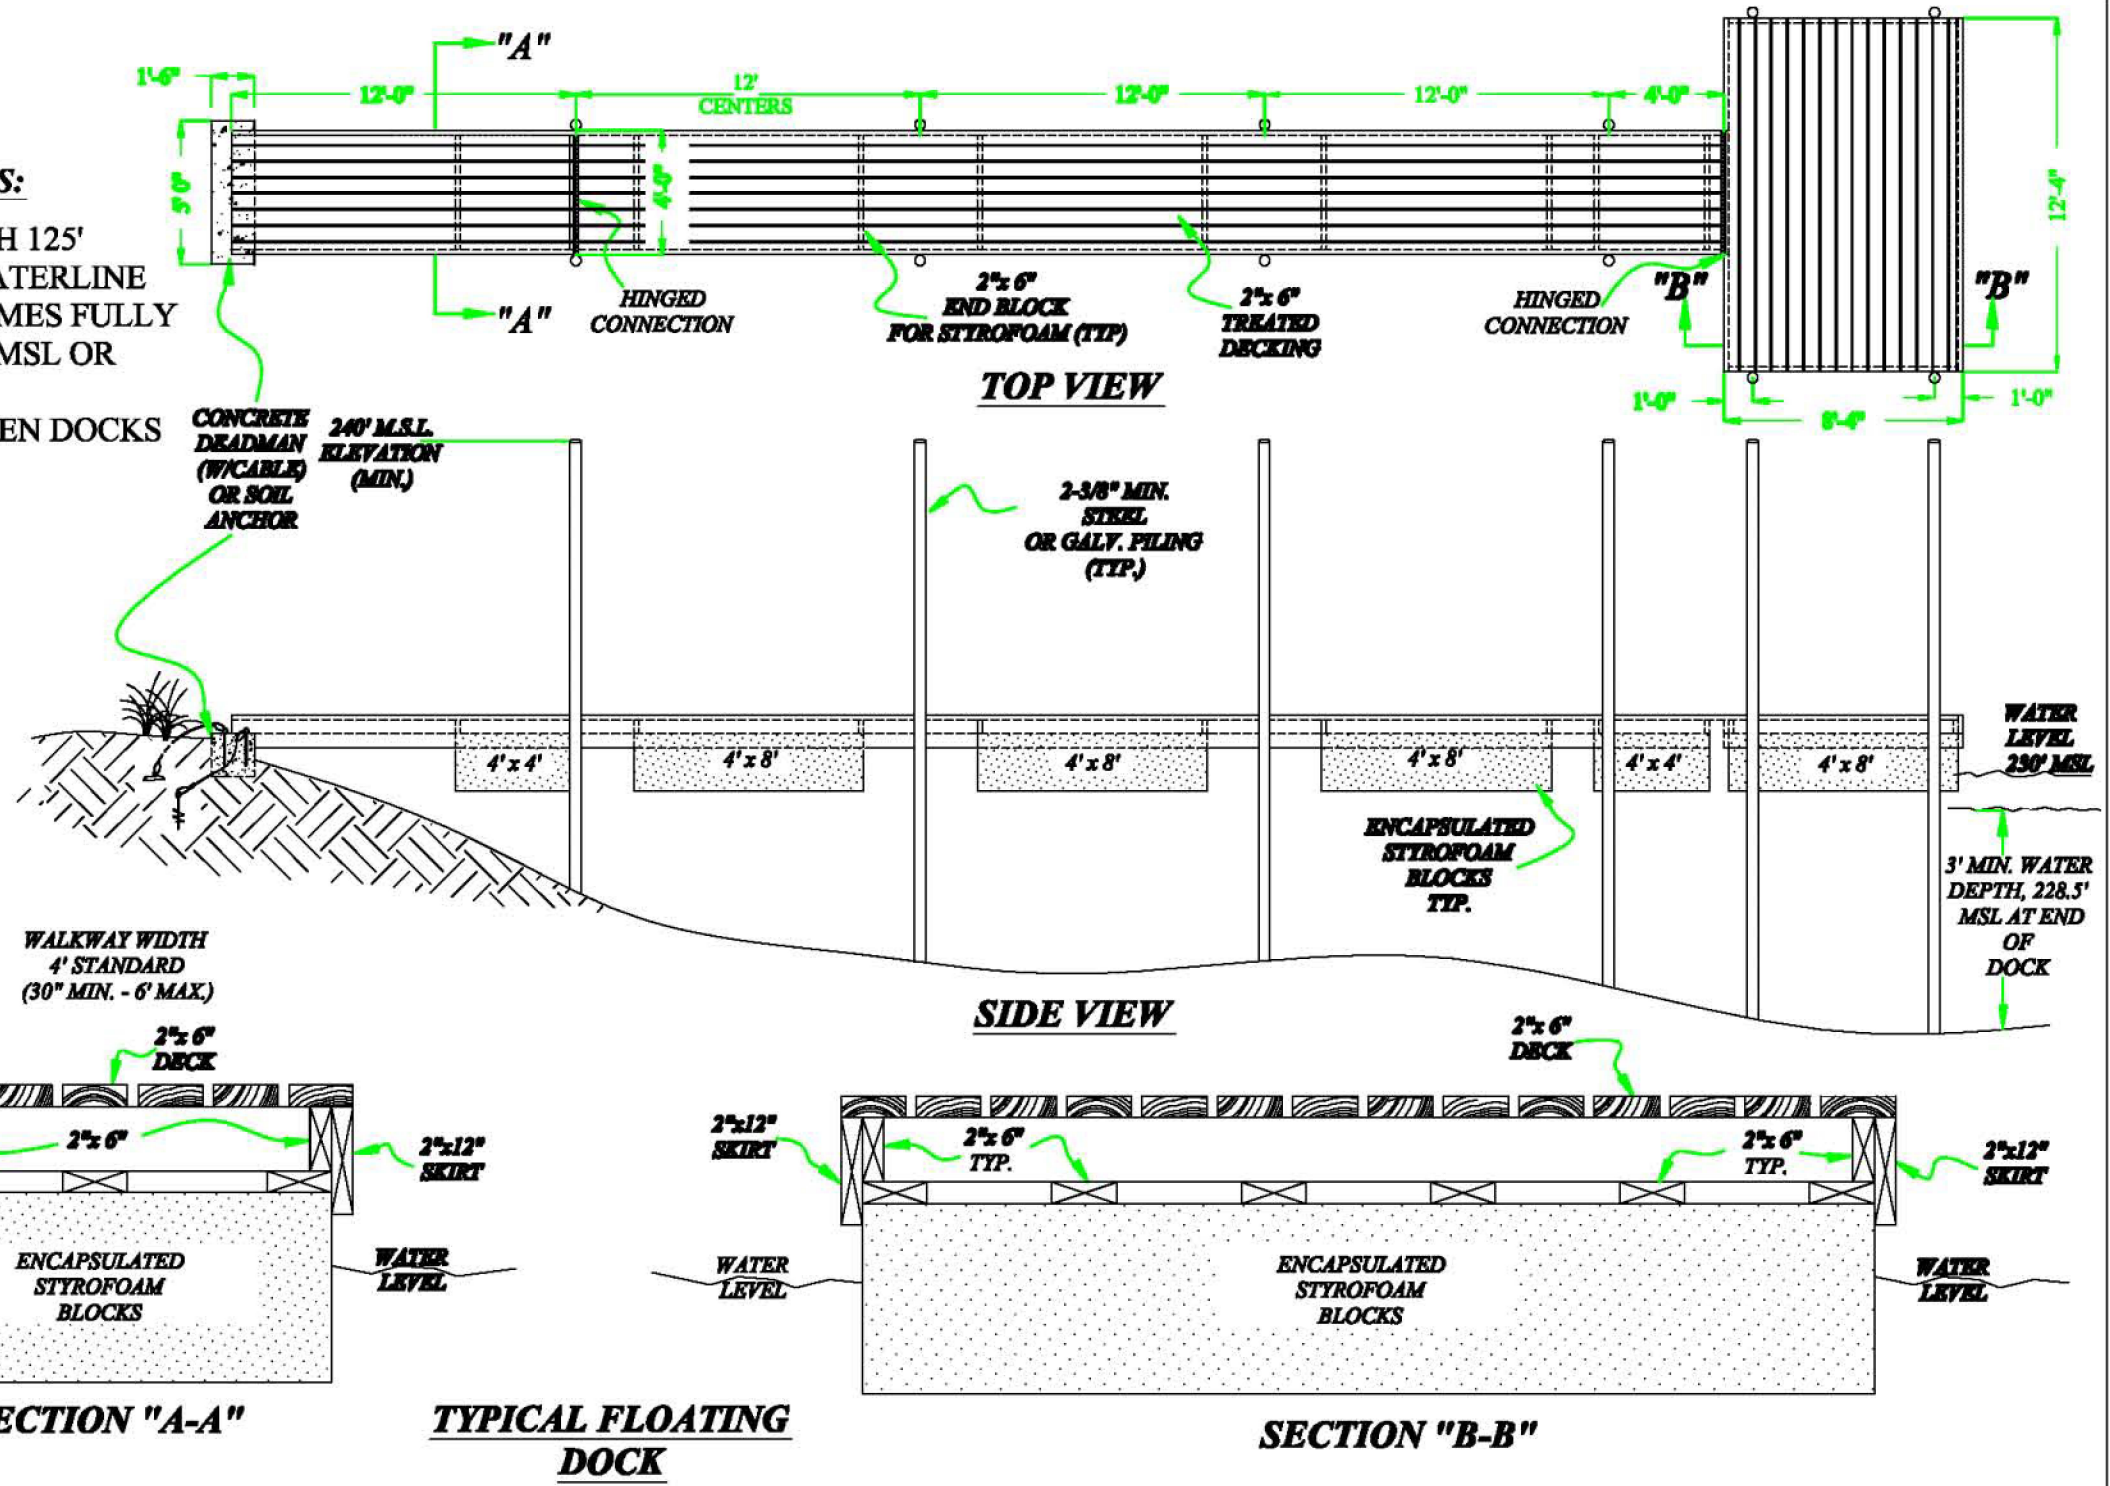 "A"
1'-6"
12'-0"
12'
CENTERS
12'-0"
12'-0"
4'-0"
5'0"
4'-0"
12'-4"
S:
H 125'
ATERLINE
MES FULLY
MSL OR
EN DOCKS
"A"
HINGED
CONNECTION
2"x 6"
END BLOCK
FOR STYROFOAM (TYP)
2"x 6"
TREATED
DECKING
HINGED
CONNECTION
"B"
"B"
TOP VIEW
1'-0"
8'-4"
1'-0"
CONCRETE
DEADMAN
(W/CABLE)
OR SOIL
ANCHOR
240' M.S.L.
ELEVATION
(MIN.)
2-3/8" MIN.
STEEL
OR GALV. PILING
(TYP.)
4' x 4'
4' x 8'
4' x 8'
4' x 8'
4' x 4'
4' x 8'
WATER
LEVEL
230' MSL
ENCAPSULATED
STYROFOAM
BLOCKS
TYP.
3' MIN. WATER
DEPTH, 228.5'
MSL AT END
OF
DOCK
SIDE VIEW
WALKWAY WIDTH
4' STANDARD
(30" MIN. - 6' MAX.)
2"x 6"
DECK
2"x 6"
2"x12"
SKIRT
WATER
LEVEL
ENCAPSULATED
STYROFOAM
BLOCKS
ECTION "A-A"
TYPICAL FLOATING
DOCK
2"x 6"
DECK
2"x12"
SKIRT
2"x 6"
TYP.
2"x 6"
TYP.
2"x12"
SKIRT
WATER
LEVEL
ENCAPSULATED
STYROFOAM
BLOCKS
WATER
LEVEL
SECTION "B-B"